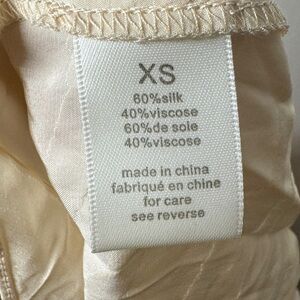 XS
60%silk
40%viscose
60%de sole
40%viscose
made in china
fabriqué en chine
for care
see reverse